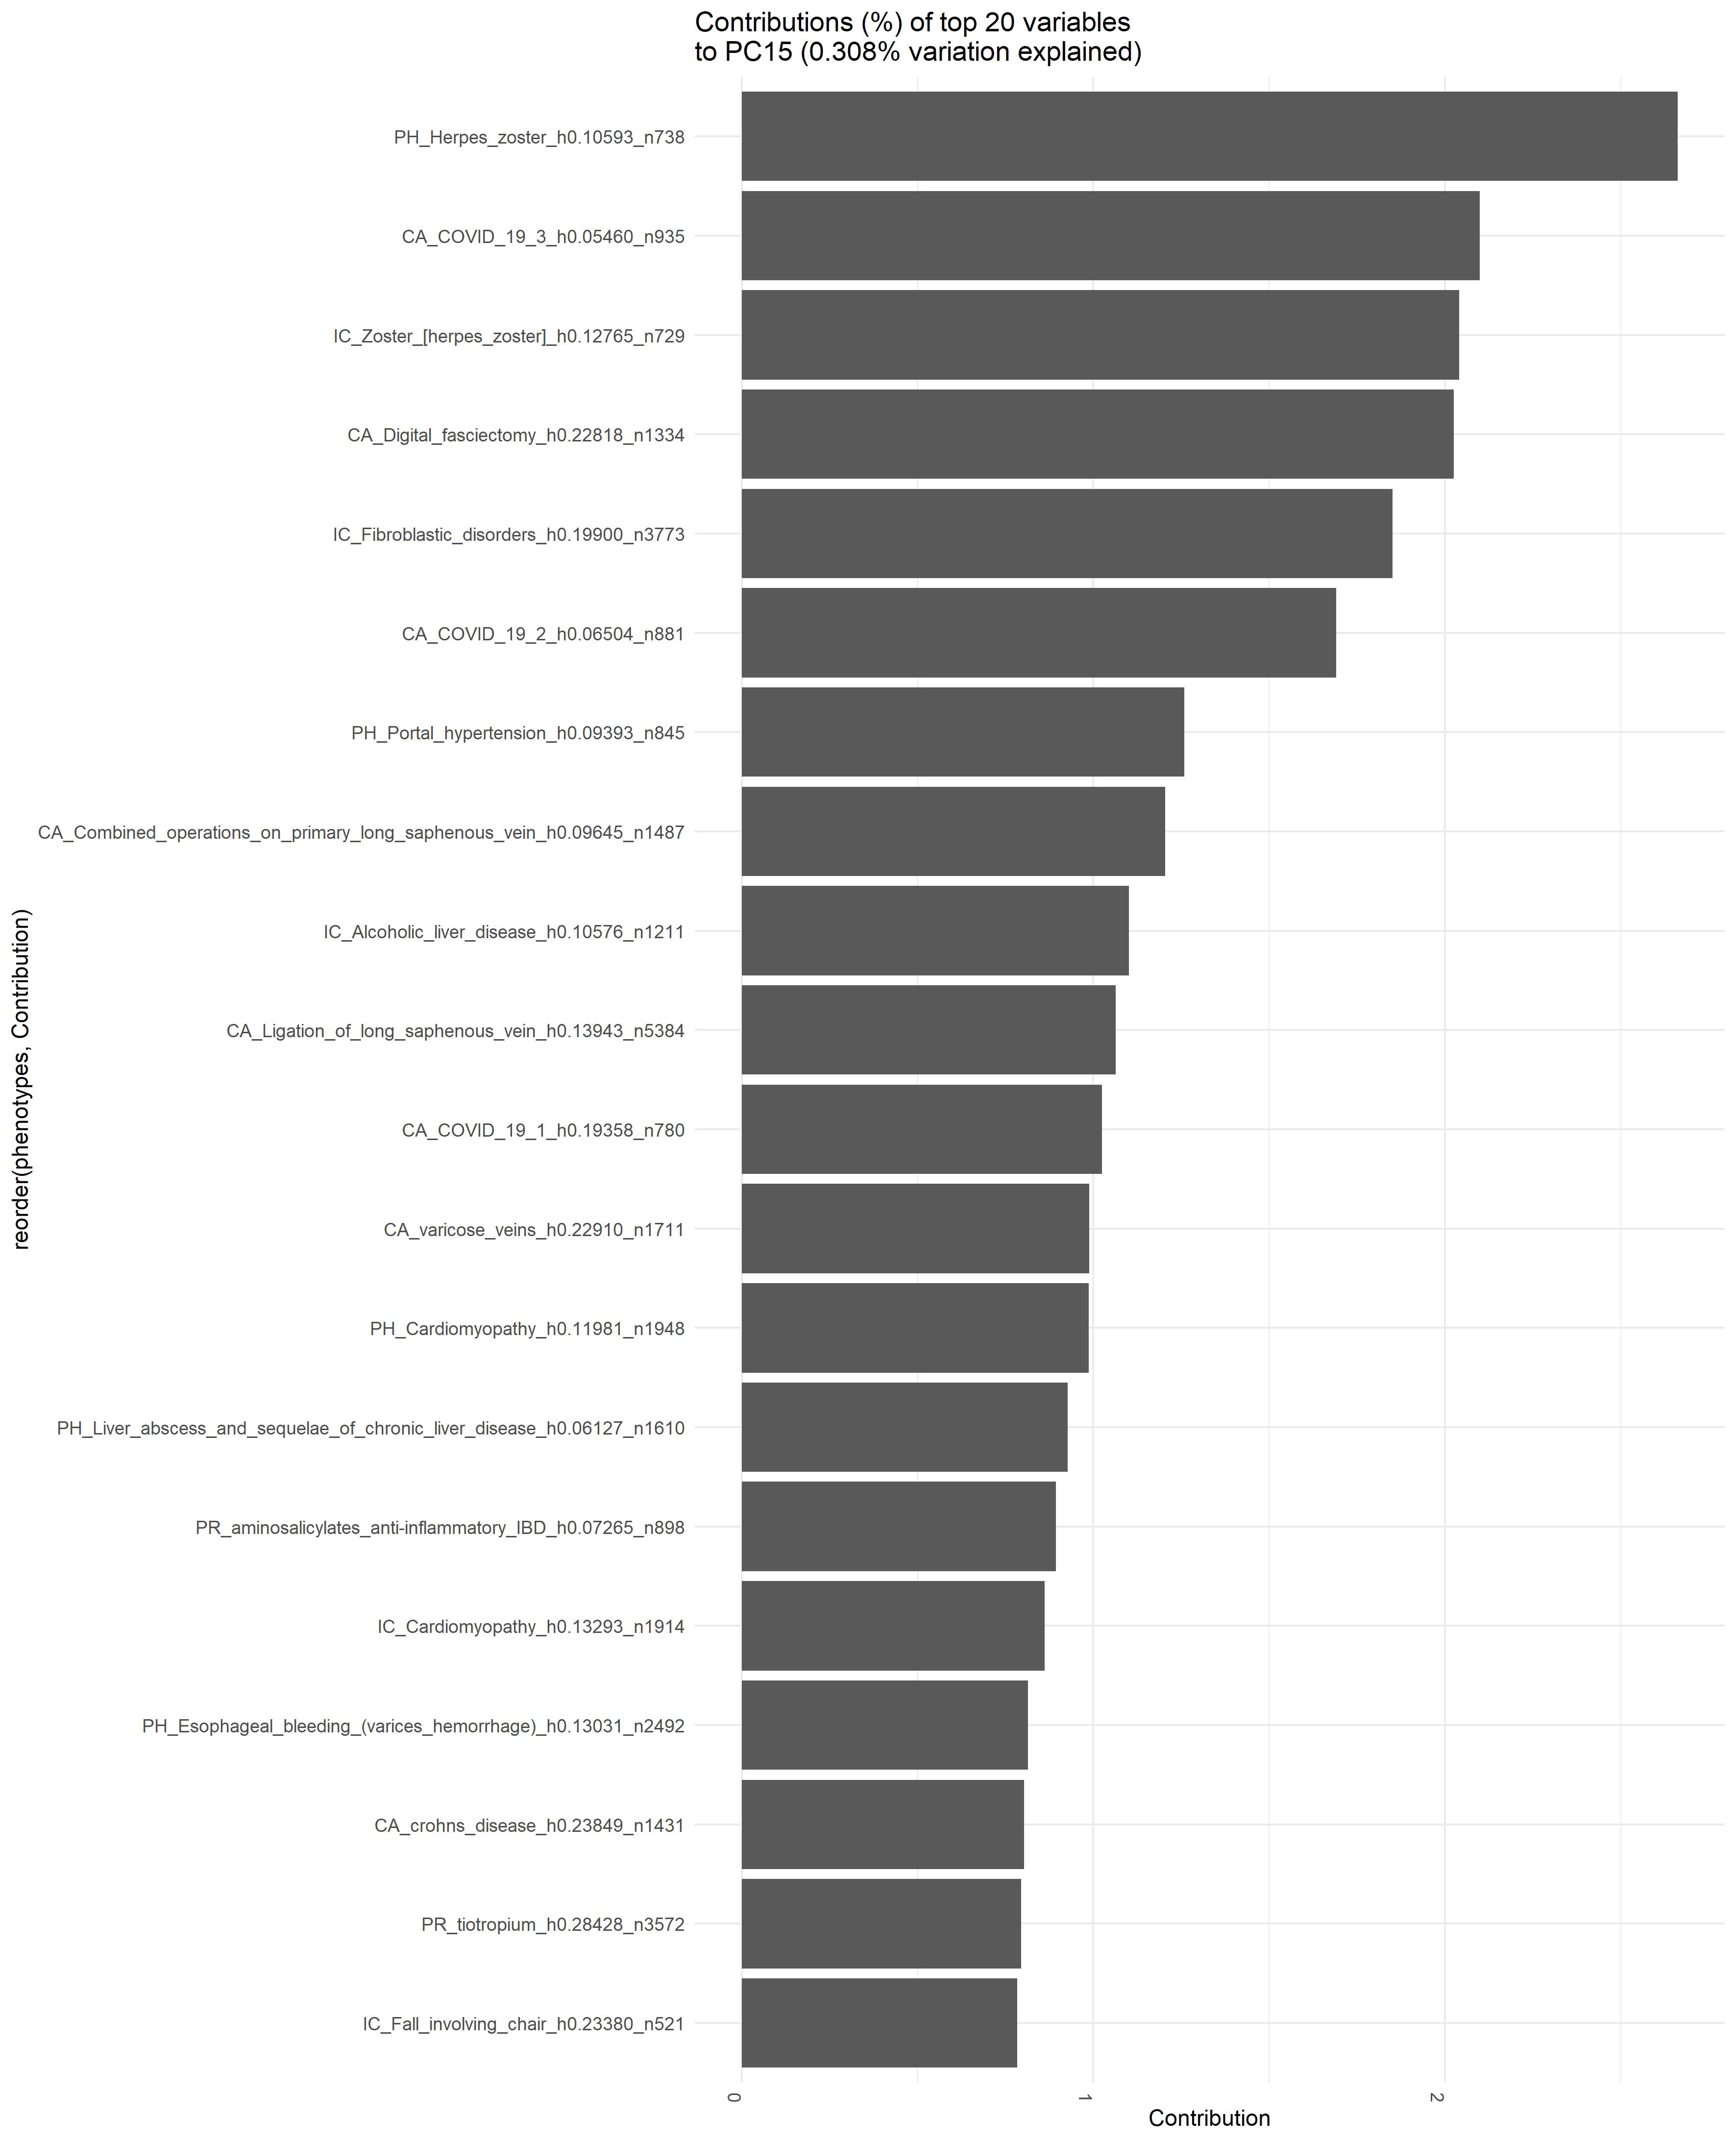 Contributions (%) of top 20 variables
to PC15 (0.308% variation explained)
PH_Herpes_zoster_h0.10593_n738
CA_COVID_19_3_h0.05460_n935
IC_Zoster_[herpes_zoster]_h0.12765_n729
CA_Digital_fasciectomy_h0.22818_n1334
IC_Fibroblastic_disorders_h0.19900_n3773
CA_COVID_19_2_h0.06504_n881
PH_Portal_hypertension_h0.09393_n845
CA_Combined_operations_on_primary_long_saphenous_vein_h0.09645_n1487
IC_Alcoholic_liver_disease_h0.10576_n1211
CA_Ligation_of_long_saphenous_vein_h0.13943_n5384
CA_COVID_19_1_h0.19358_n780
CA_varicose_veins_h0.22910_n1711
PH_Cardiomyopathy_h0.11981_n1948
PH_Liver_abscess_and_sequelae_of_chronic_liver_disease_h0.06127_n1610
PR_aminosalicylates_anti-inflammatory_IBD_h0.07265_n898
IC_Cardiomyopathy_h0.13293_n1914
PH_Esophageal_bleeding_(varices_hemorrhage)_h0.13031_n2492
CA_crohns_disease_h0.23849_n1431
PR_tiotropium_h0.28428_n3572
IC_Fall_involving_chair_h0.23380_n521
reorder(phenotypes, Contribution)
0
1
2
Contribution